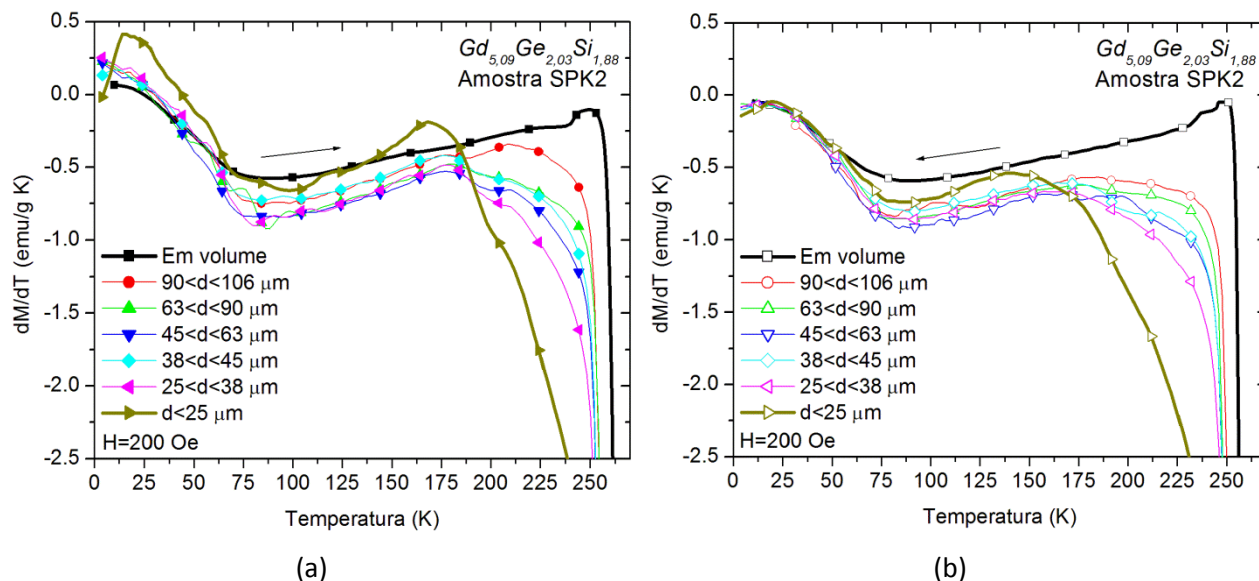 (a)
Gd5,09Ge2,03Si1,88
Amostra SPK2
0.5
0.0
-0.5
-1.0
-1.5
-2.0
-2.5
dM/dT (emu/g K)
Em volume
90<d<106 μm
63<d<90 μm
45<d<63 μm
38<d<45 μm
25<d<38 μm
d<25 μm
H=200 Oe
0 25 50 75 100 125 150 175 200 225 250
Temperatura (K)
(a)
(b)
Gd5,09Ge2,03Si1,88
Amostra SPK2
0.5
0.0
-0.5
-1.0
-1.5
-2.0
-2.5
dM/dT (emu/g K)
Em volume
90<d<106 μm
63<d<90 μm
45<d<63 μm
38<d<45 μm
25<d<38 μm
d<25 μm
H=200 Oe
0 25 50 75 100 125 150 175 200 225 250
Temperatura (K)
(b)